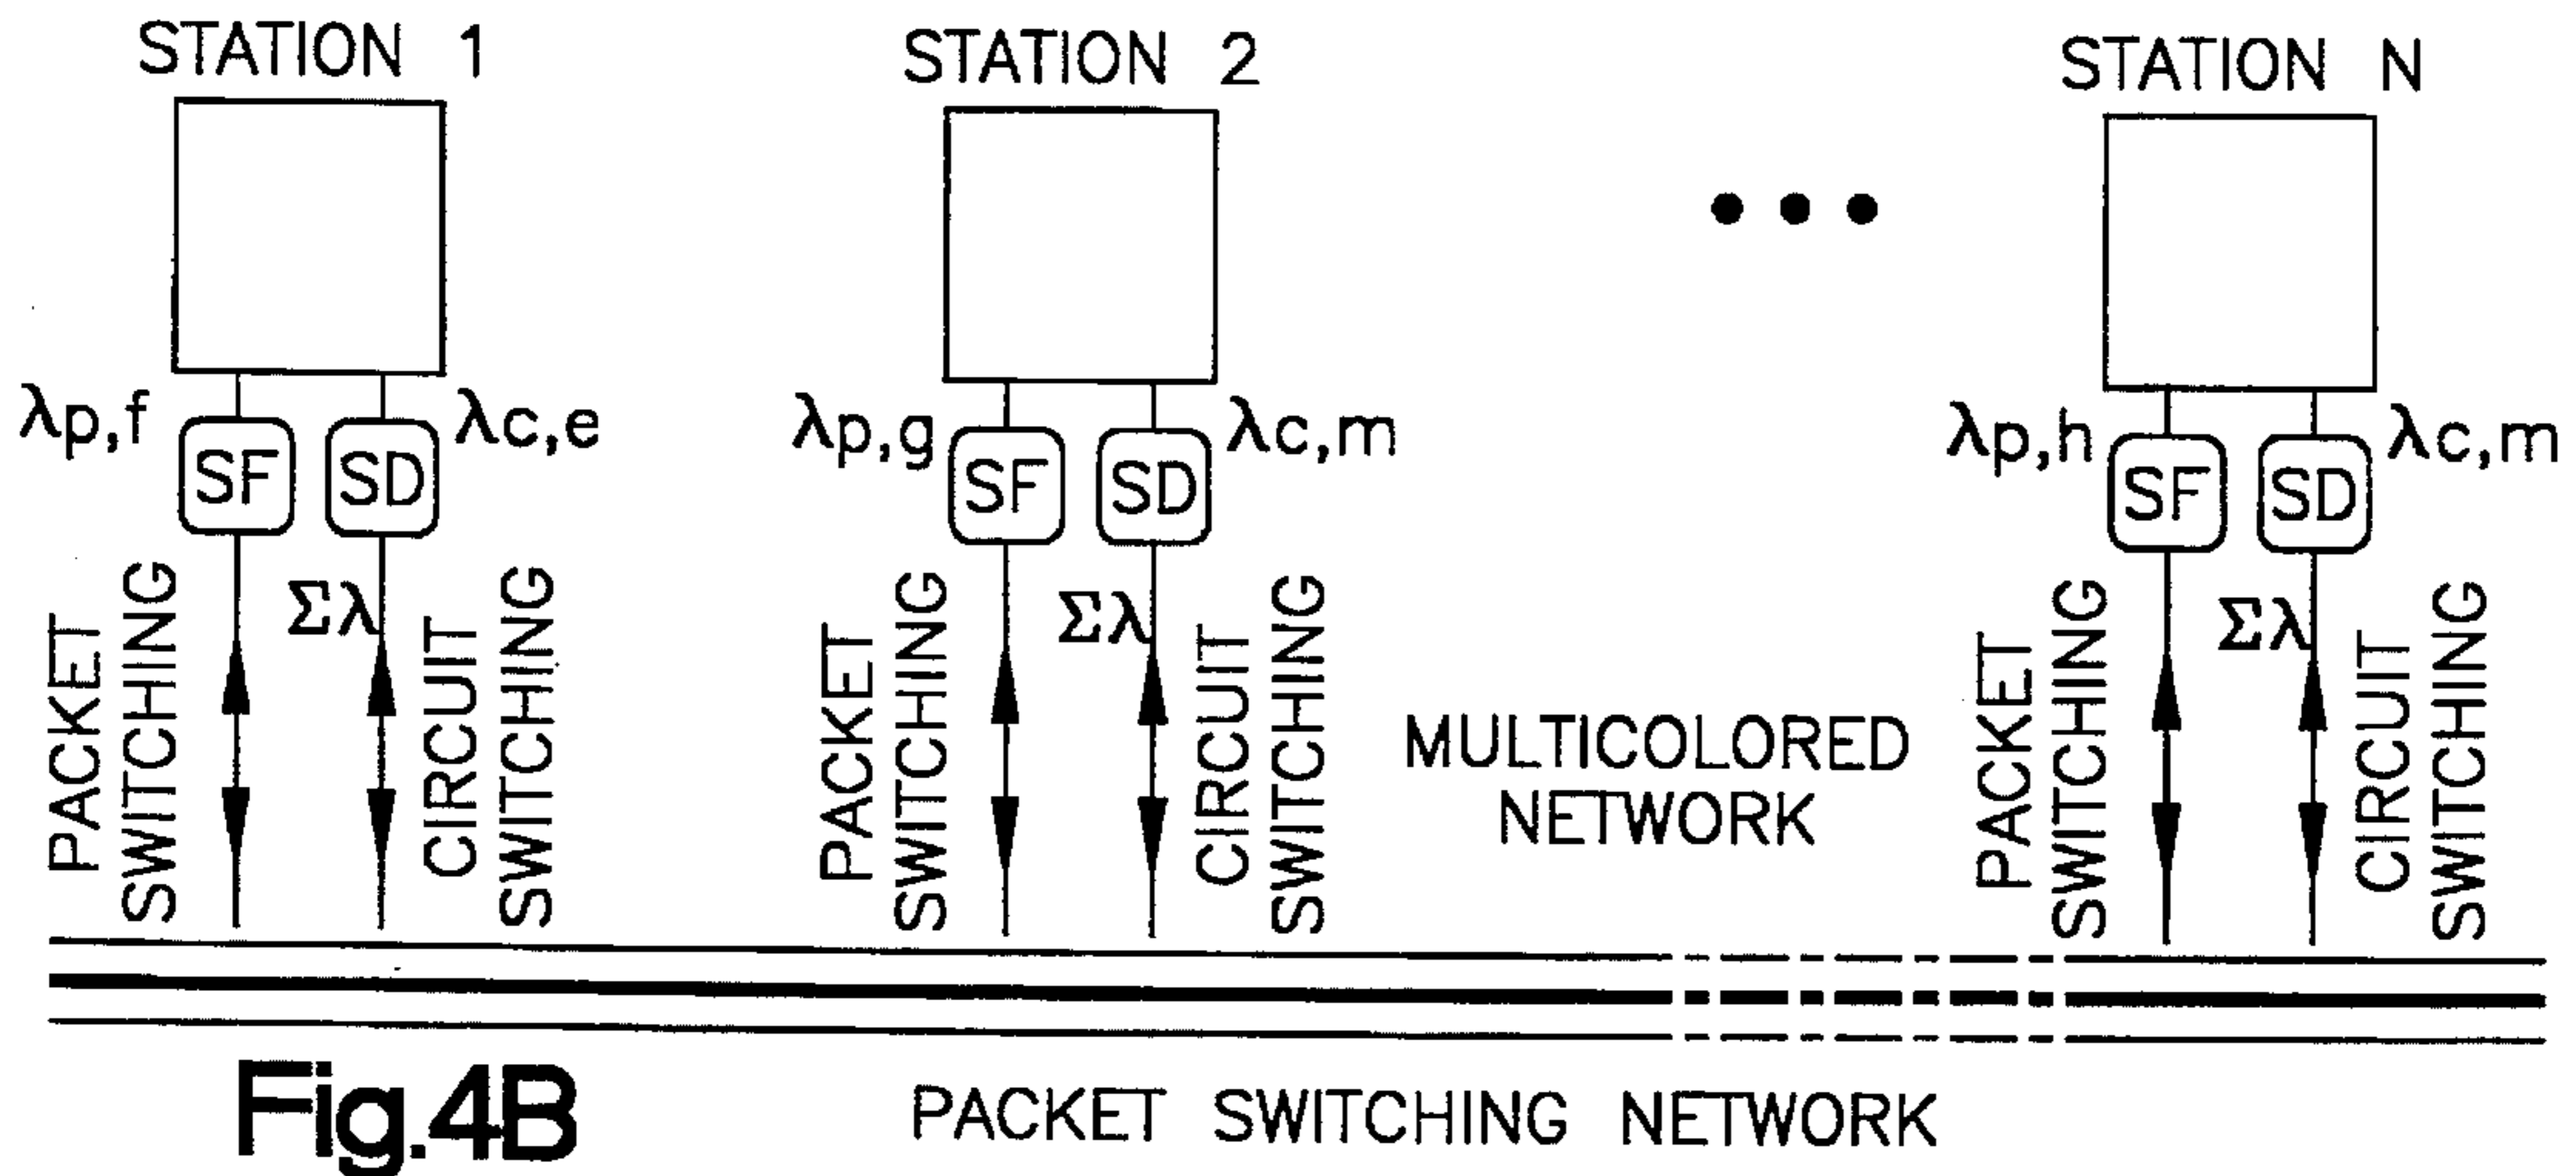 STATION 1
STATION 2
STATION N
λp,f
SF
SD
λc,e
λp,g
SF
SD
λc,m
λp,h
SF
SD
λc,m
PACKET
SWITCHING
Σλ
CIRCUIT
SWITCHING
PACKET
SWITCHING
Σλ
CIRCUIT
SWITCHING
MULTICOLORED
NETWORK
PACKET
SWITCHING
Σλ
CIRCUIT
SWITCHING
Fig.4B
PACKET SWITCHING NETWORK